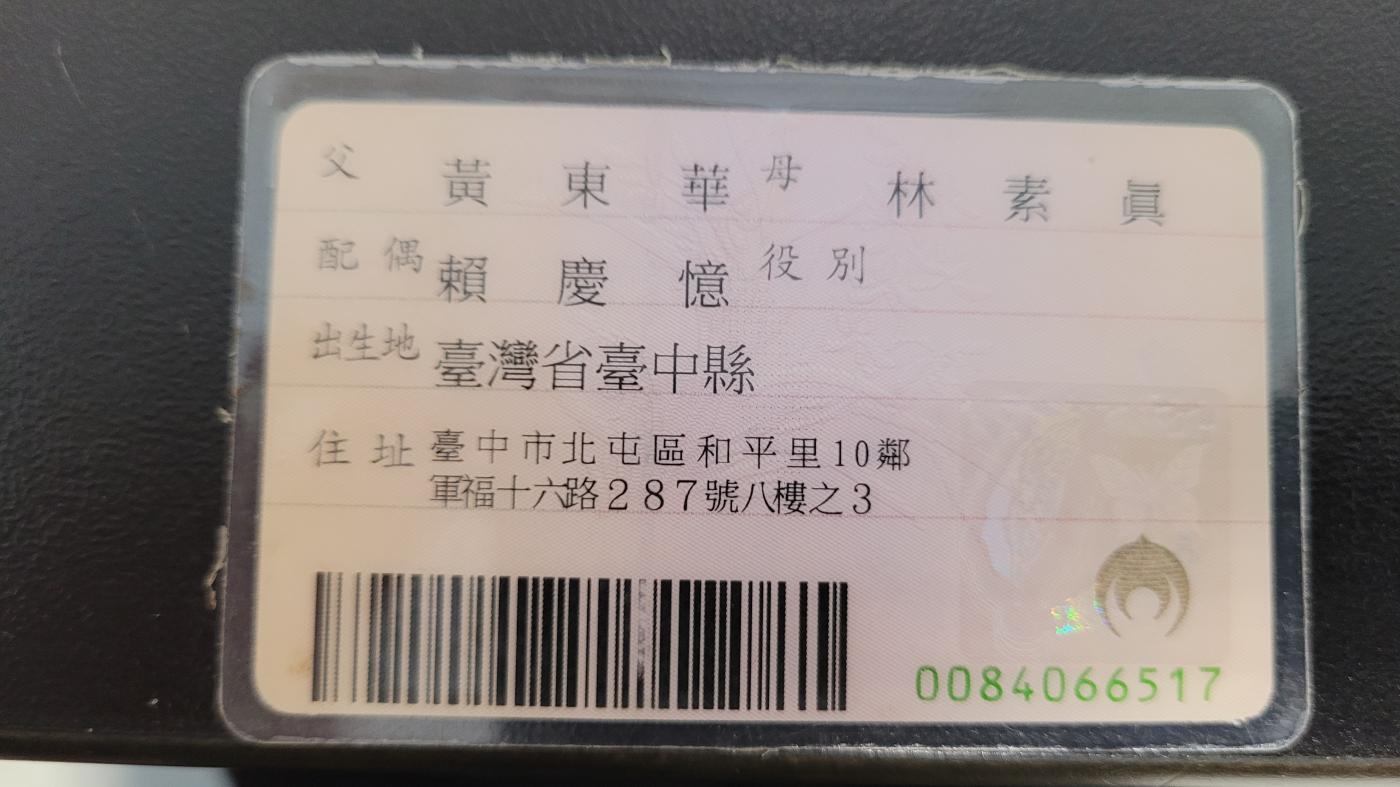 父 黃東華 母 林素眞
配偶 賴慶憶 役別
出生地 臺灣省臺中縣
住址 臺中市北屯區和平里10鄰
軍福十六路287號八樓之3
0084066517